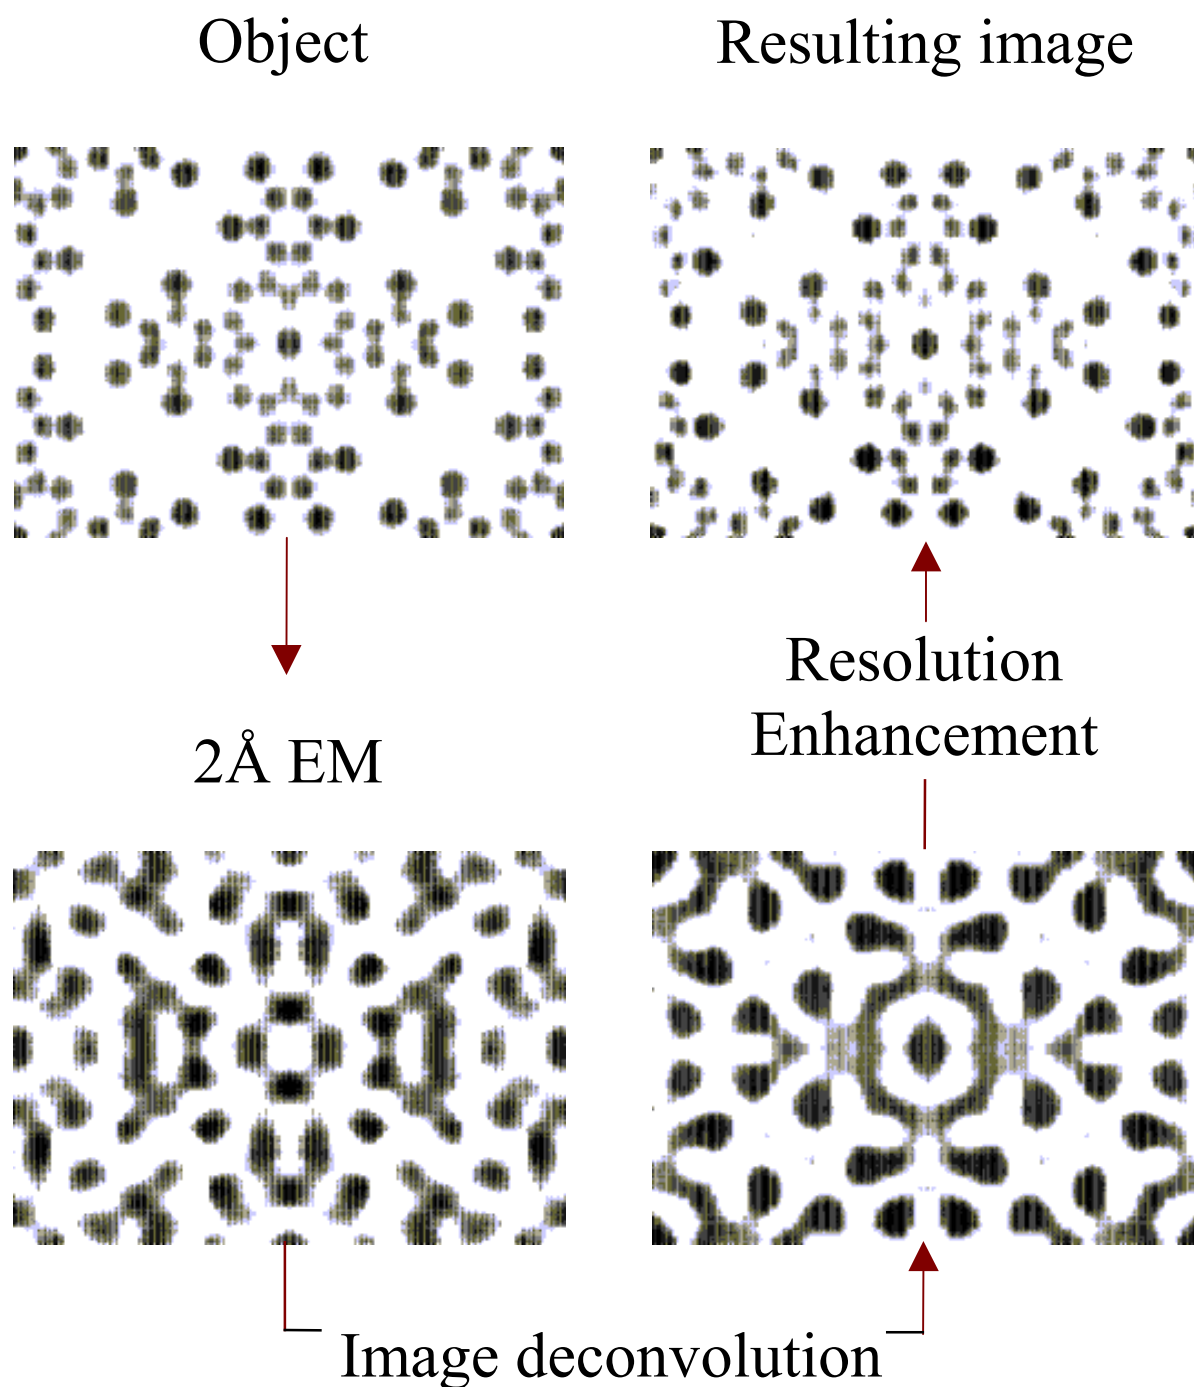 Object
Resulting image
Resolution
Enhancement
2Å EM
Image deconvolution